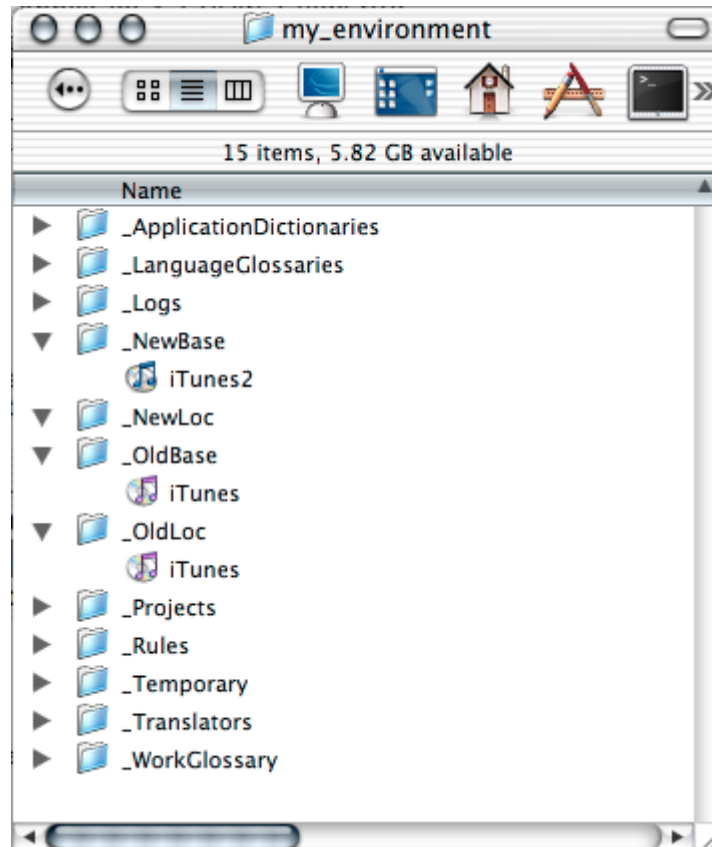 my_environment
15 items, 5.82 GB available
Name
_ApplicationDictionaries
_LanguageGlossaries
_Logs
_NewBase
iTunes2
_NewLoc
_OldBase
iTunes
_OldLoc
iTunes
_Projects
_Rules
_Temporary
_Translators
_WorkGlossary